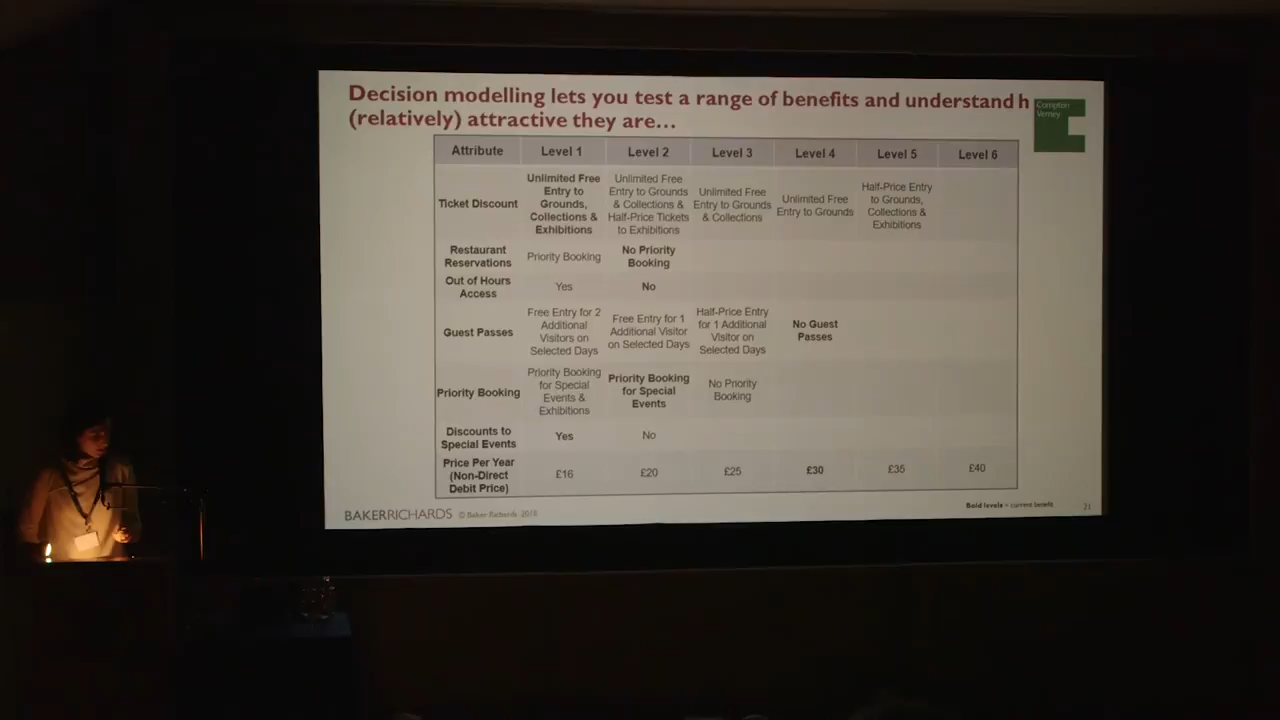 Decision modelling lets you test a range of benefits and understand h
(relatively) attractive they are...
Compton
Verney
Attribute Level 1 Level 2 Level 3 Level 4 Level 5 Level 6
Ticket Discount
Unlimited Free
Entry to
Grounds,
Collections &
Exhibitions
Unlimited Free
Entry to Grounds
& Collections &
Half-Price Tickets
to Exhibitions
Unlimited Free
Entry to Grounds
& Collections
Unlimited Free
Entry to Grounds
Half-Price Entry
to Grounds,
Collections &
Exhibitions
Restaurant
Reservations
Priority Booking
No Priority
Booking
Out of Hours
Access
Yes
No
Guest Passes
Free Entry for 2
Additional
Visitors on
Selected Days
Free Entry for 1
Additional Visitor
on Selected Days
Half-Price Entry
for 1 Additional
Visitor on
Selected Days
No Guest
Passes
Priority Booking
Priority Booking
for Special
Events &
Exhibitions
Priority Booking
for Special
Events
No Priority
Booking
Discounts to
Special Events
Yes
No
Price Per Year
(Non-Direct
Debit Price)
£16
£20
£25
£30
£35
£40
BAKERRICHARDS © Baker Richards 2018
Bold levels = current benefit
21